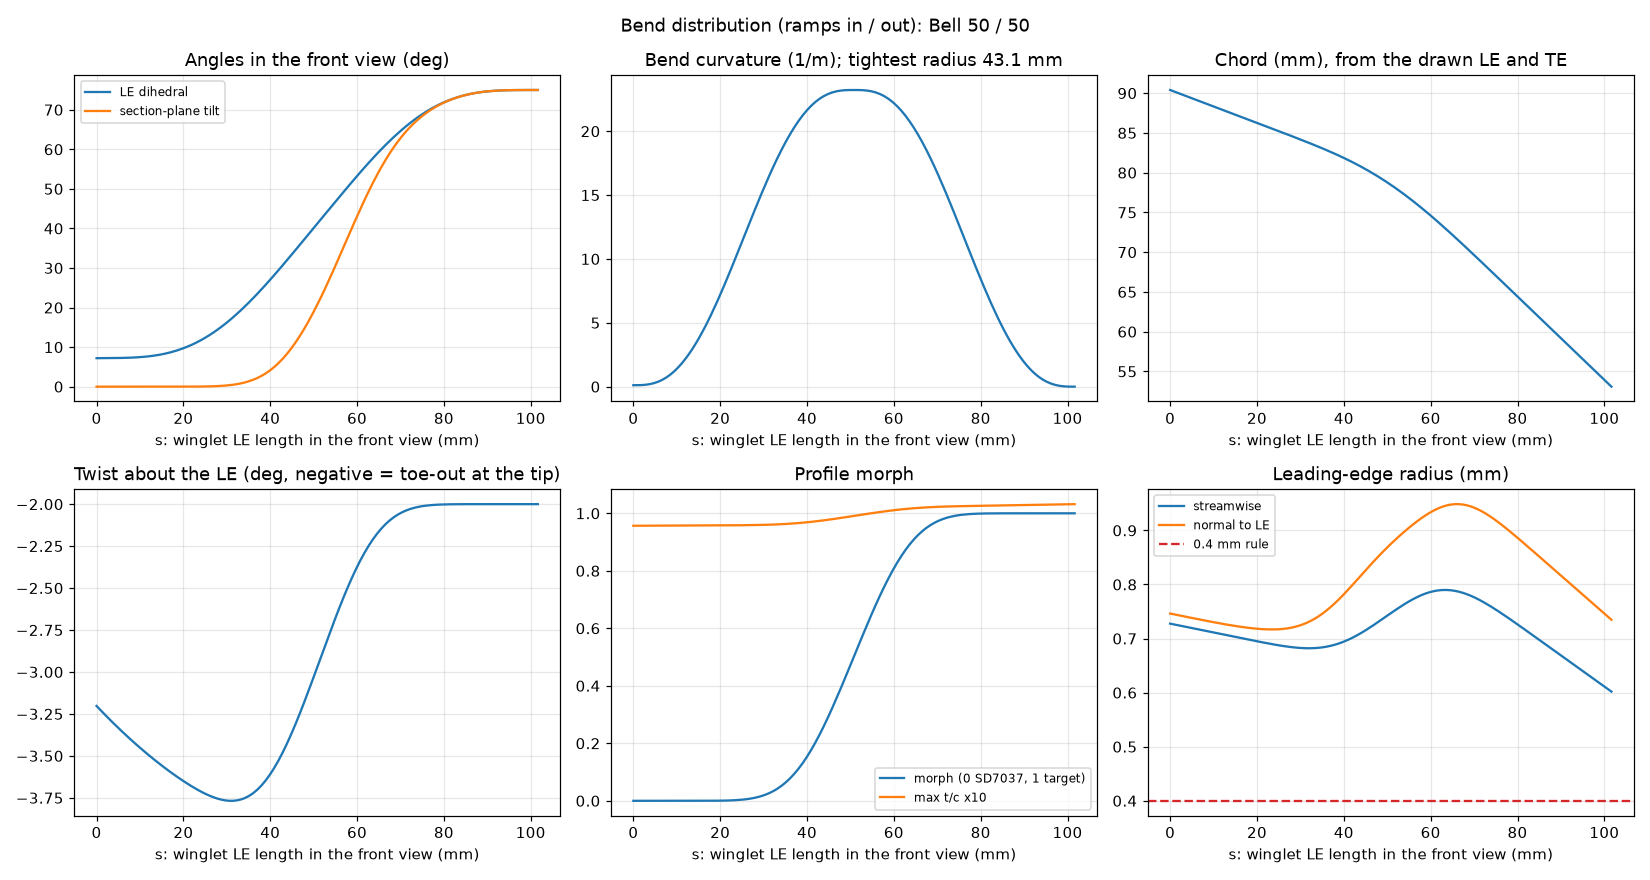 Bend distribution (ramps in / out): Bell 50 / 50
Angles in the front view (deg)
LE dihedral
section-plane tilt
70
60
50
40
30
20
10
0
0 20 40 60 80 100
s: winglet LE length in the front view (mm)
Bend curvature (1/m); tightest radius 43.1 mm
20
15
10
5
0
0 20 40 60 80 100
s: winglet LE length in the front view (mm)
Chord (mm), from the drawn LE and TE
90
85
80
75
70
65
60
55
0 20 40 60 80 100
s: winglet LE length in the front view (mm)
Twist about the LE (deg, negative = toe-out at the tip)
−2.00
−2.25
−2.50
−2.75
−3.00
−3.25
−3.50
−3.75
0 20 40 60 80 100
s: winglet LE length in the front view (mm)
Profile morph
1.0
0.8
0.6
0.4
0.2
0.0
morph (0 SD7037, 1 target)
max t/c x10
0 20 40 60 80 100
s: winglet LE length in the front view (mm)
Leading-edge radius (mm)
streamwise
normal to LE
0.4 mm rule
0.9
0.8
0.7
0.6
0.5
0.4
0 20 40 60 80 100
s: winglet LE length in the front view (mm)